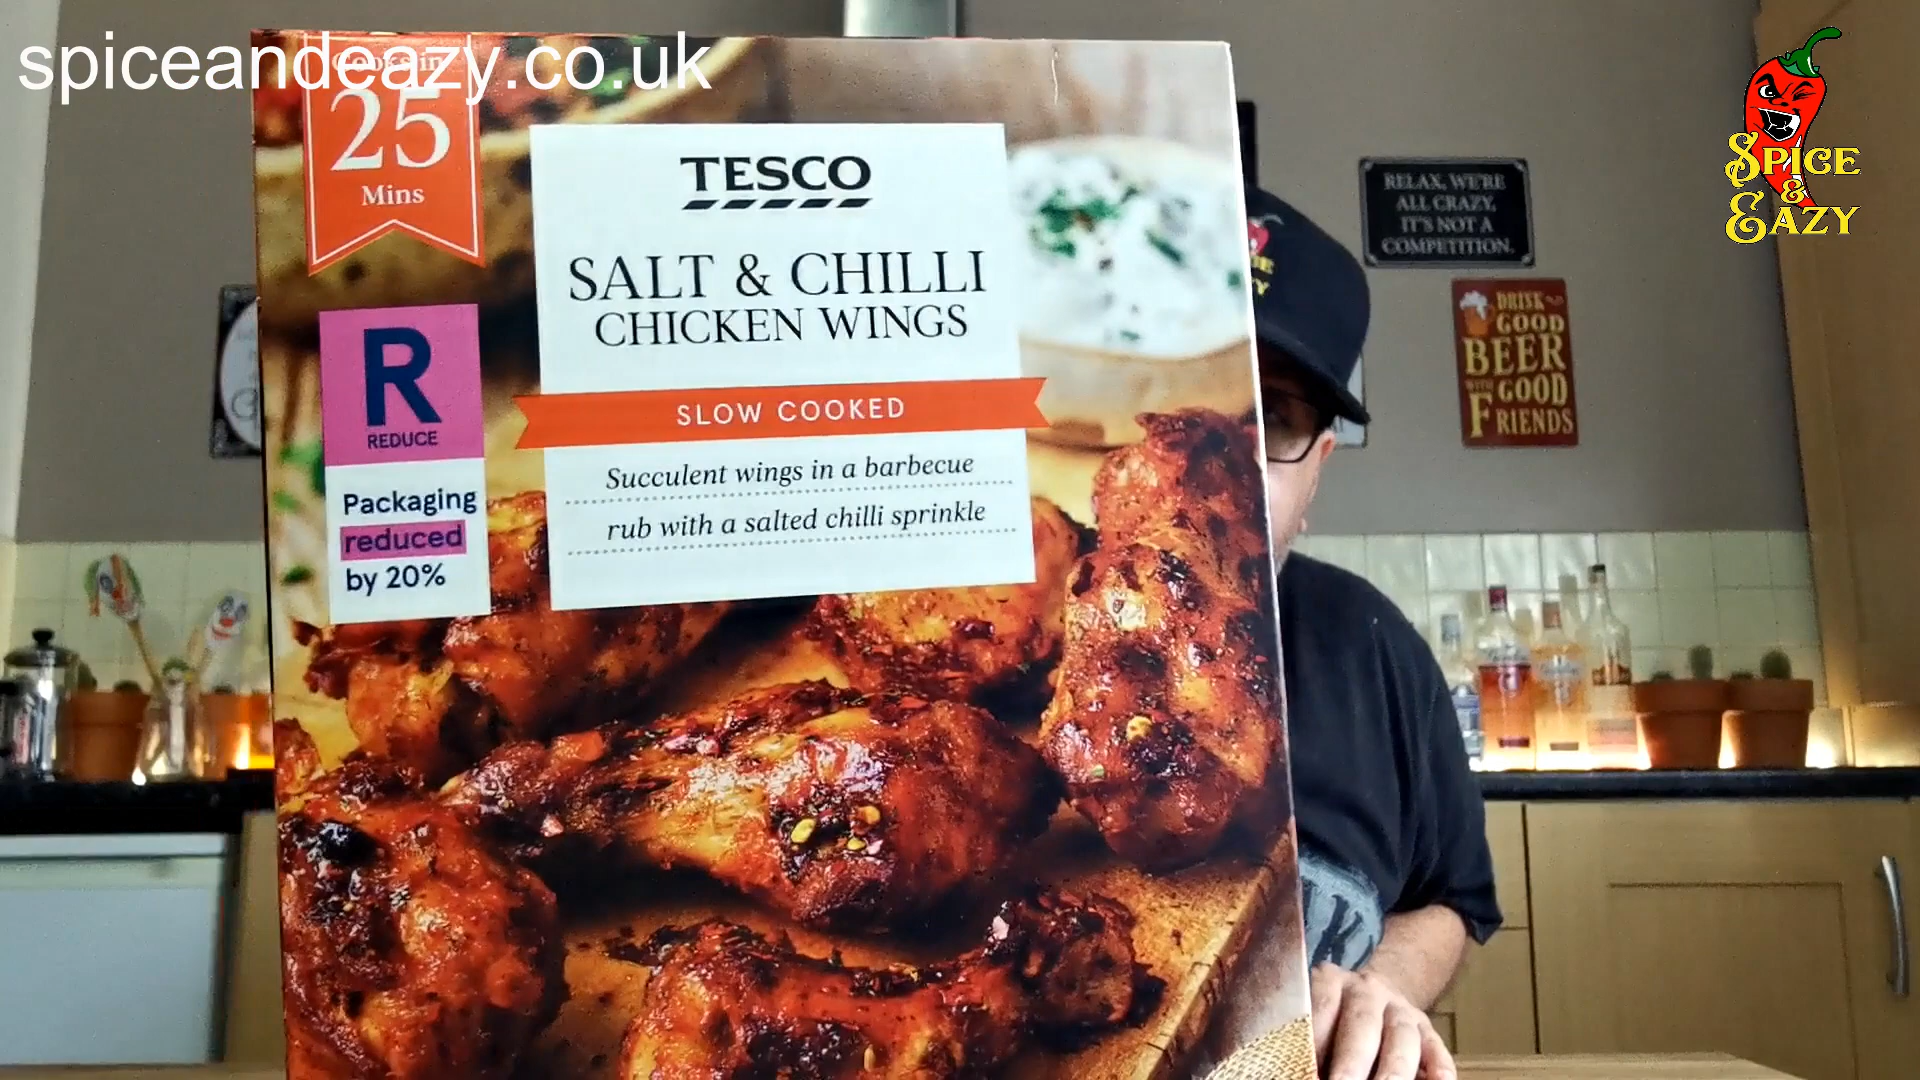 spiceandeazy.co.uk
Cooks in
25
Mins
TESCO
SALT & CHILLI
CHICKEN WINGS
SLOW COOKED
Succulent wings in a barbecue
rub with a salted chilli sprinkle
R
REDUCE
Packaging
reduced
by 20%
RELAX, WE'RE
ALL CRAZY,
IT'S NOT A
COMPETITION.
DRINK
GOOD
BEER
WITH GOOD
FRIENDS
SPICE
&
EAZY